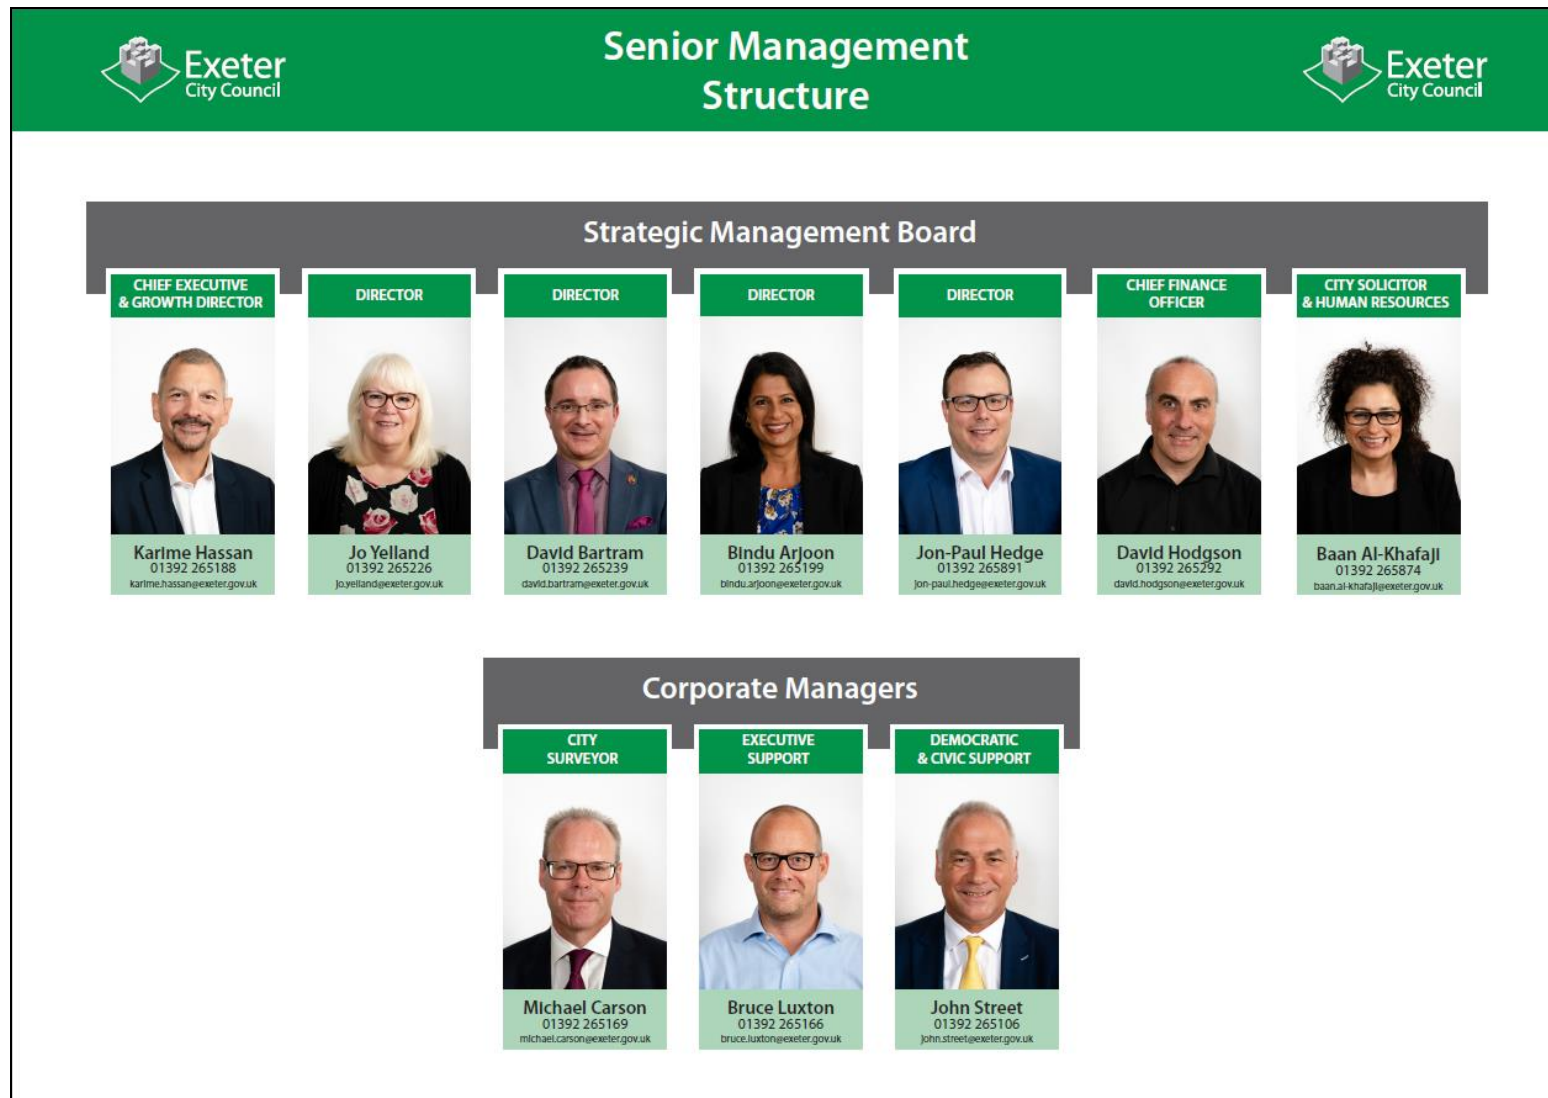 Exeter
City Council
Senior Management
Structure
Exeter
City Council
Strategic Management Board
CHIEF EXECUTIVE
& GROWTH DIRECTOR
Karime Hassan
01392 265188
karime.hassan@exeter.gov.uk
DIRECTOR
Jo Yelland
01392 265226
jo.yelland@exeter.gov.uk
DIRECTOR
David Bartram
01392 265239
david.bartram@exeter.gov.uk
DIRECTOR
Bindu Arjoon
01392 265199
bindu.arjoon@exeter.gov.uk
DIRECTOR
Jon-Paul Hedge
01392 265891
jon-paul.hedge@exeter.gov.uk
CHIEF FINANCE
OFFICER
David Hodgson
01392 265292
david.hodgson@exeter.gov.uk
CITY SOLICITOR
& HUMAN RESOURCES
Baan Al-Khafaji
01392 265874
baan.al-khafaji@exeter.gov.uk
Corporate Managers
CITY
SURVEYOR
Michael Carson
01392 265169
michael.carson@exeter.gov.uk
EXECUTIVE
SUPPORT
Bruce Luxton
01392 265166
bruce.luxton@exeter.gov.uk
DEMOCRATIC
& CIVIC SUPPORT
John Street
01392 265106
john.street@exeter.gov.uk